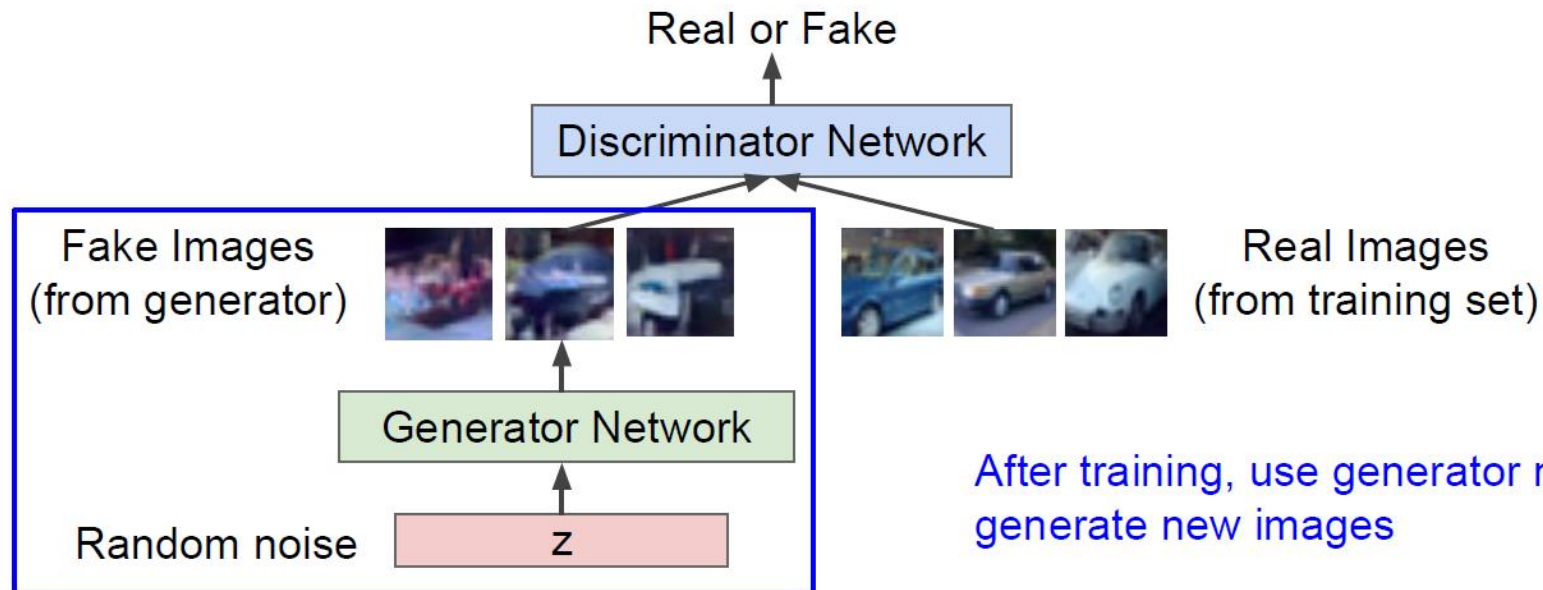 Real or Fake
Discriminator Network
Fake Images
(from generator)
Real Images
(from training set)
Generator Network
After training, use generator
generate new images
Random noise
z